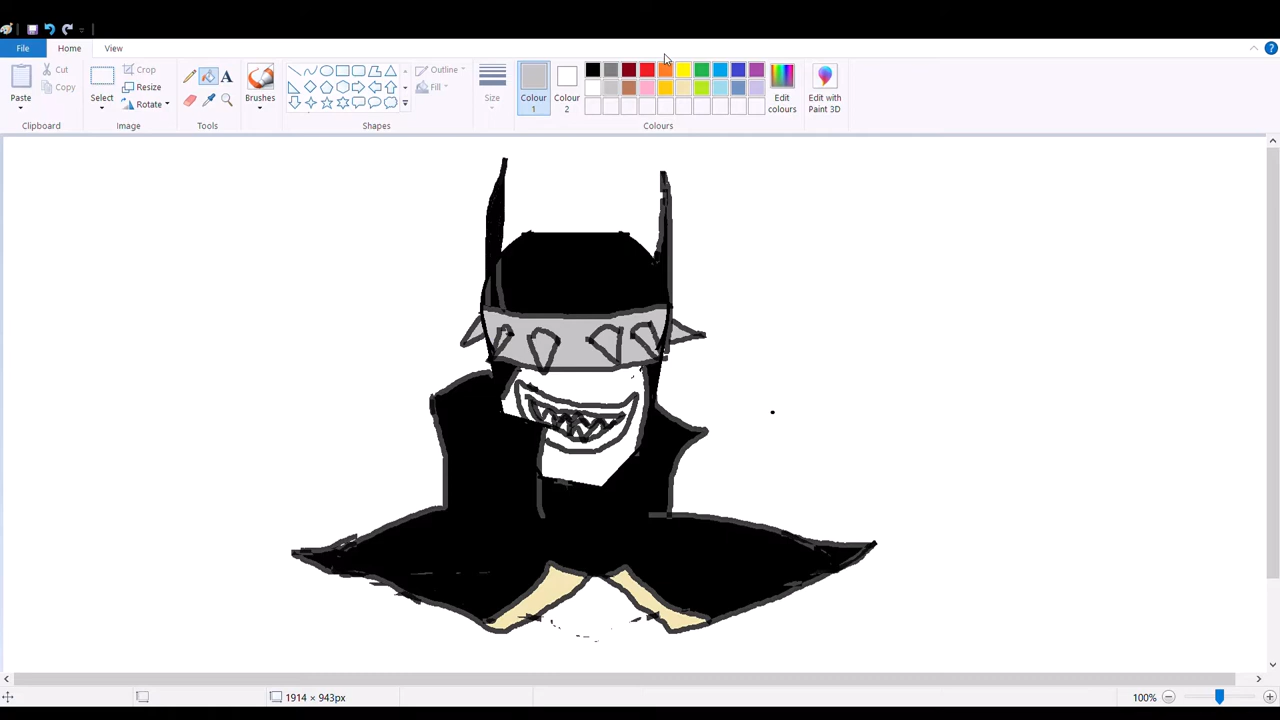 File Home View
Cut Crop Outline
Copy Resize Fill
Paste Select Rotate Brushes Size Colour 1 Colour 2 Edit colours Edit with Paint 3D
A
Clipboard Image Tools Shapes Colours
1914 × 943px 100%